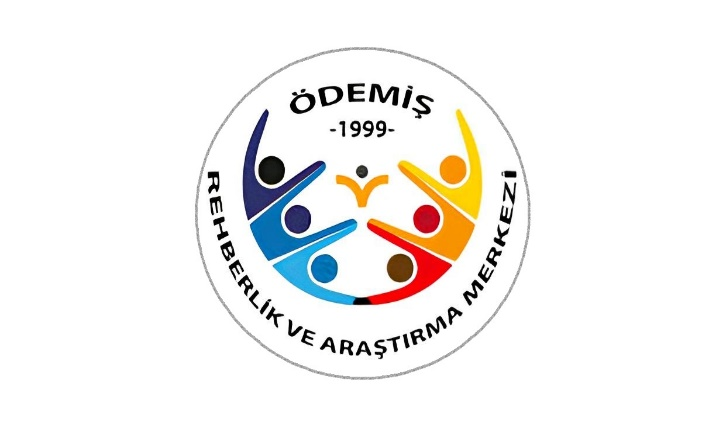 ÖDEMİŞ
-1999-
REHBERLİK VE ARAŞTIRMA MERKEZİ